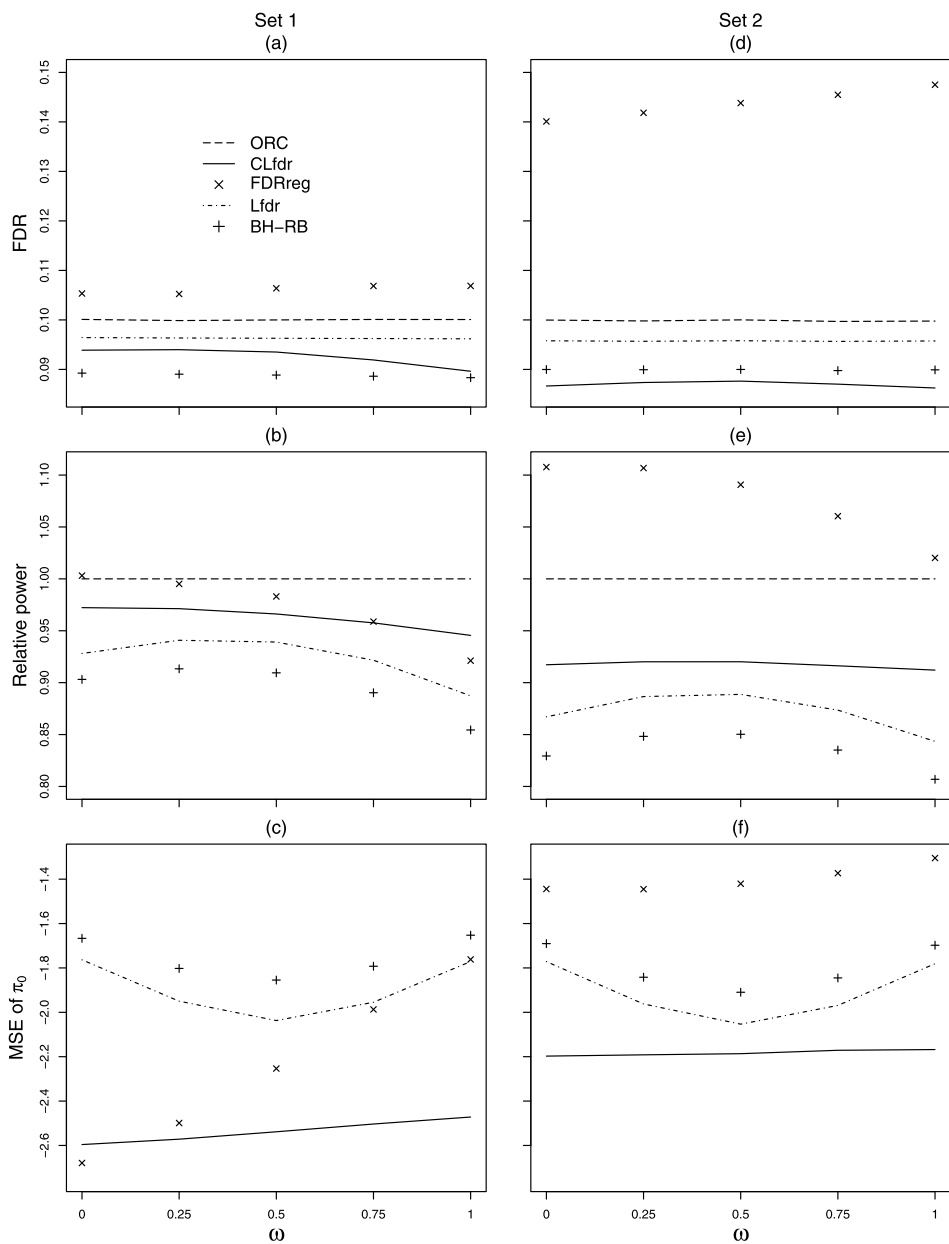 Set 1
(a)
FDR
0.15
0.14
0.13
0.12
0.11
0.10
0.09
ORC
CLfdr
FDRreg
Lfdr
BH−RB
Set 2
(d)
(b)
Relative power
1.10
1.05
1.00
0.95
0.90
0.85
0.80
(e)
(c)
MSE of π0
−1.4
−1.6
−1.8
−2.0
−2.2
−2.4
−2.6
0 0.25 0.5 0.75 1
ω
(f)
0 0.25 0.5 0.75 1
ω